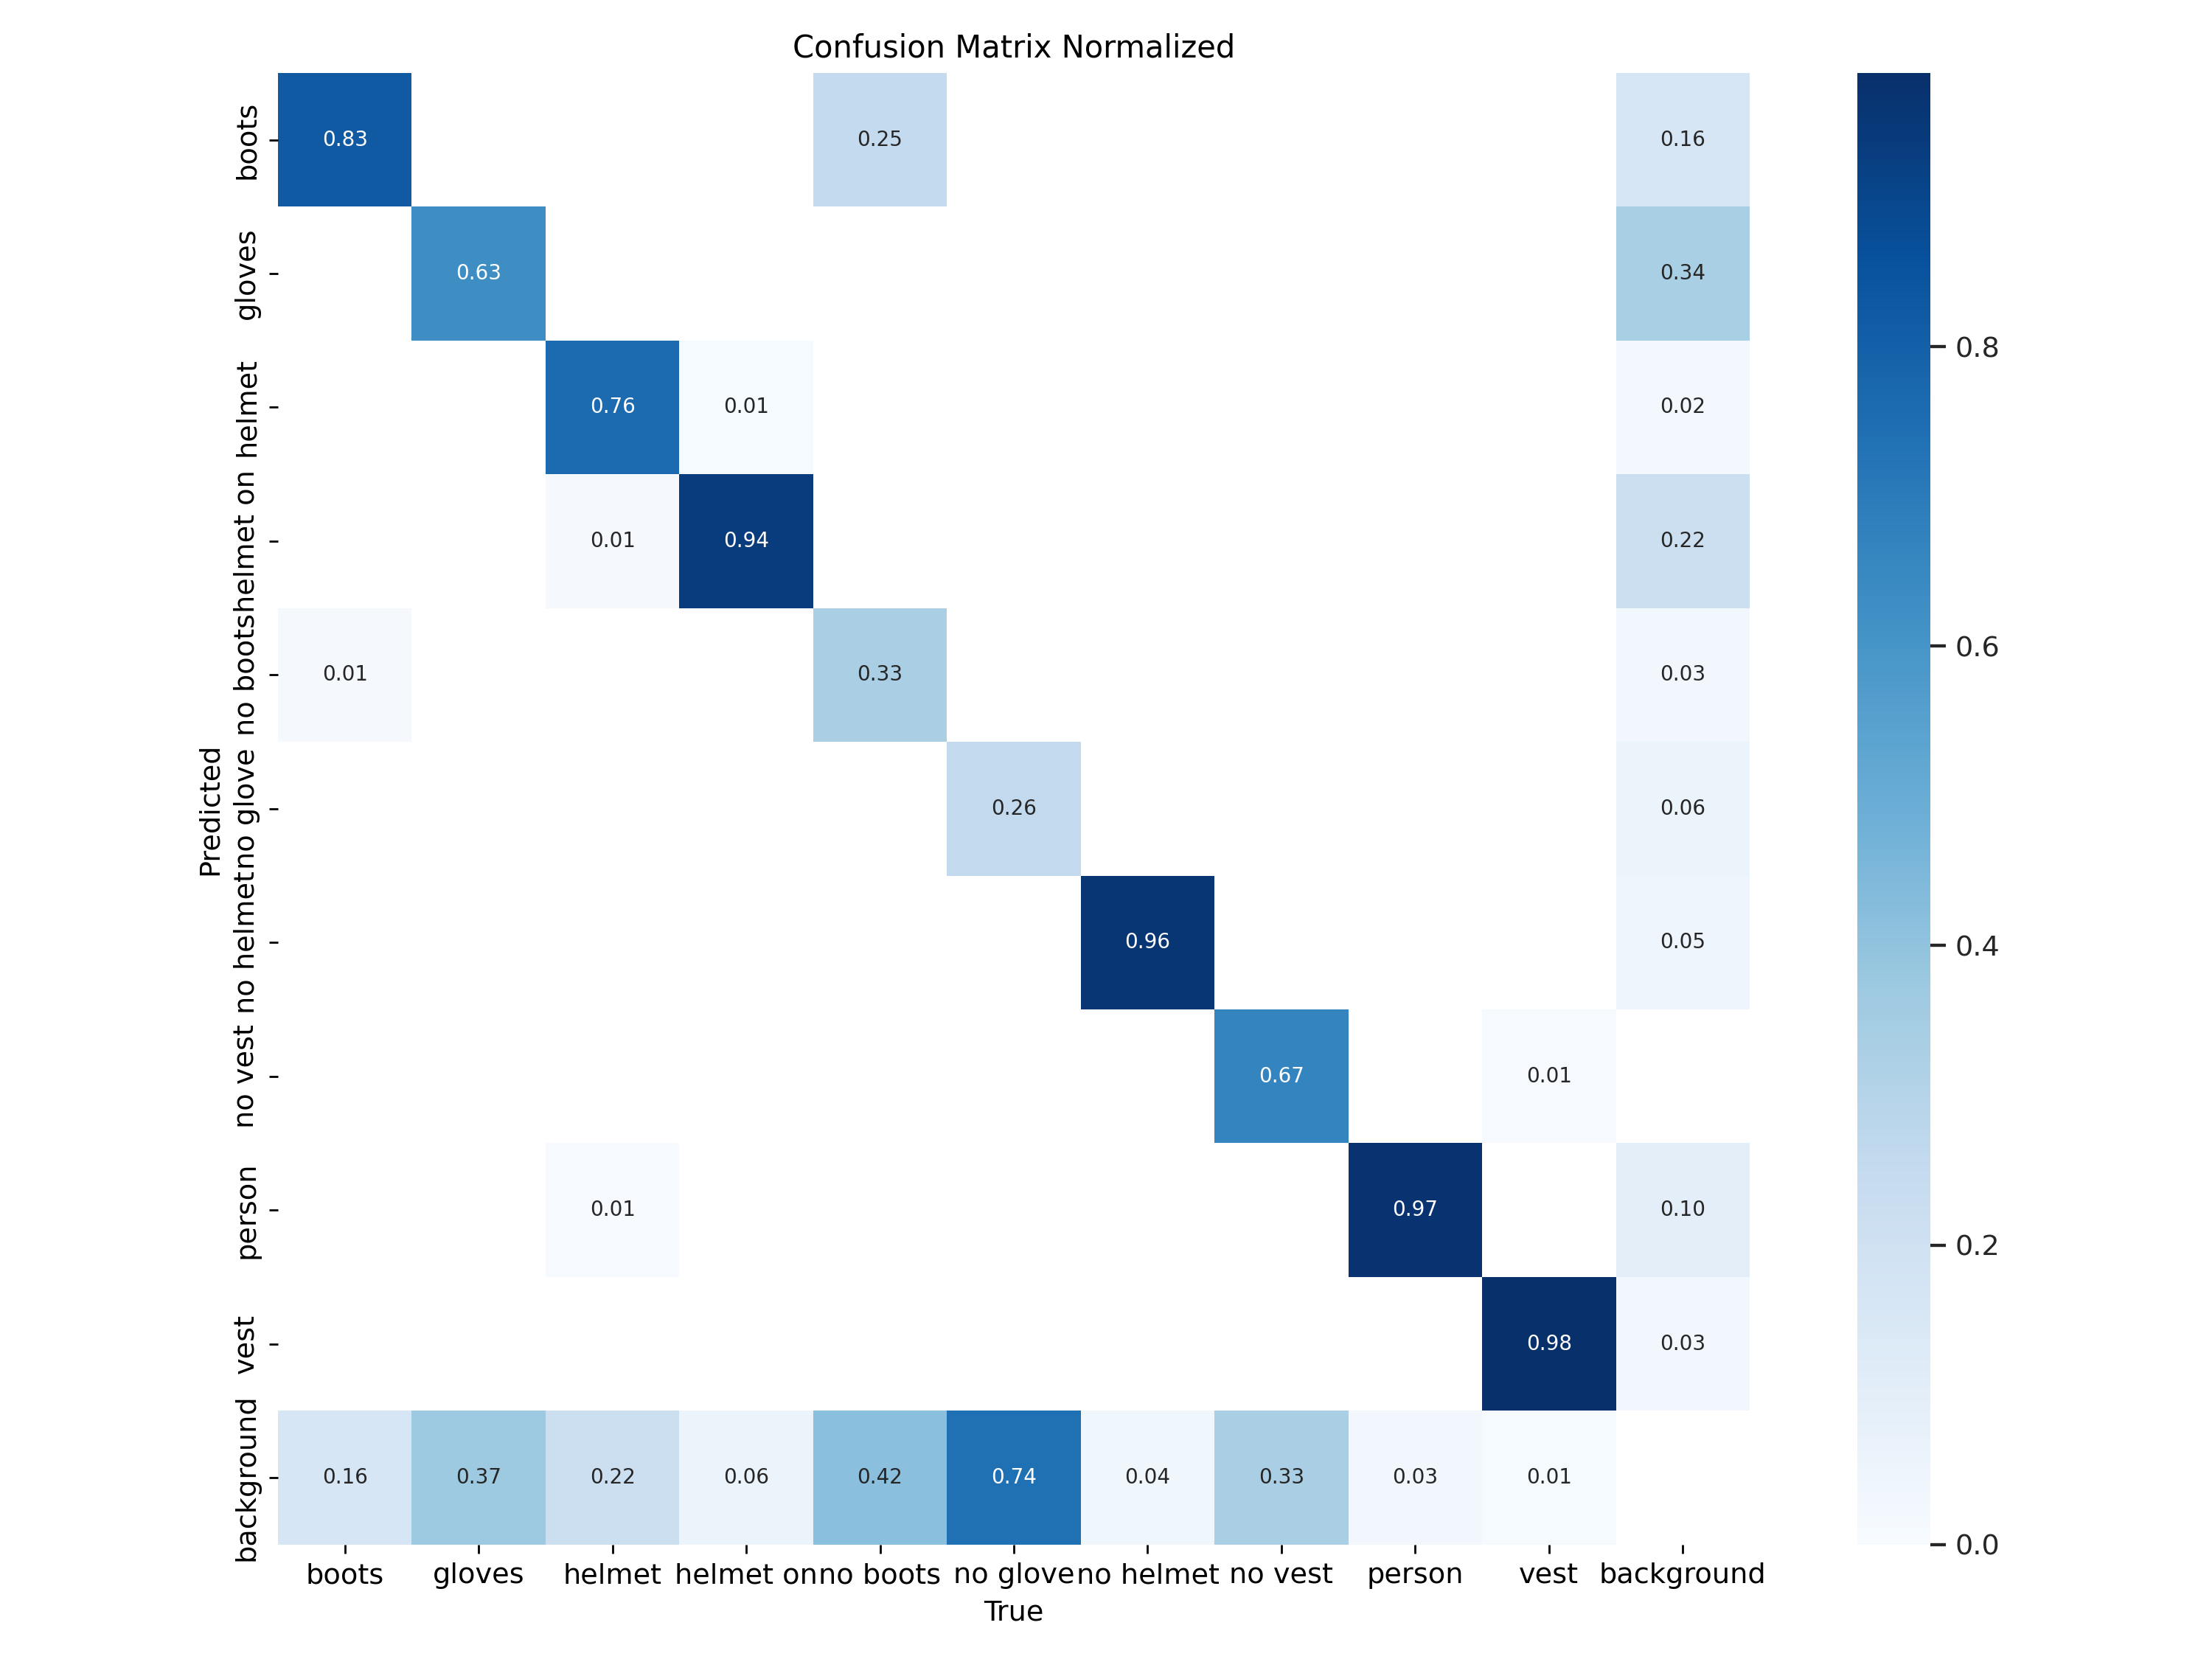 Confusion Matrix Normalized
boots
0.83
0.25
0.16
gloves
0.63
0.34
0.8
helmet
0.76
0.01
0.02
helmet on
0.01
0.94
0.22
0.6
no boots
0.01
0.33
0.03
Predicted
no glove
0.26
0.06
no helmet
0.96
0.05
0.4
no vest
0.67
0.01
person
0.01
0.97
0.10
0.2
vest
0.98
0.03
background
0.16
0.37
0.22
0.06
0.42
0.74
0.04
0.33
0.03
0.01
0.0
boots gloves helmet helmet on no boots no glove no helmet no vest person vest background
True